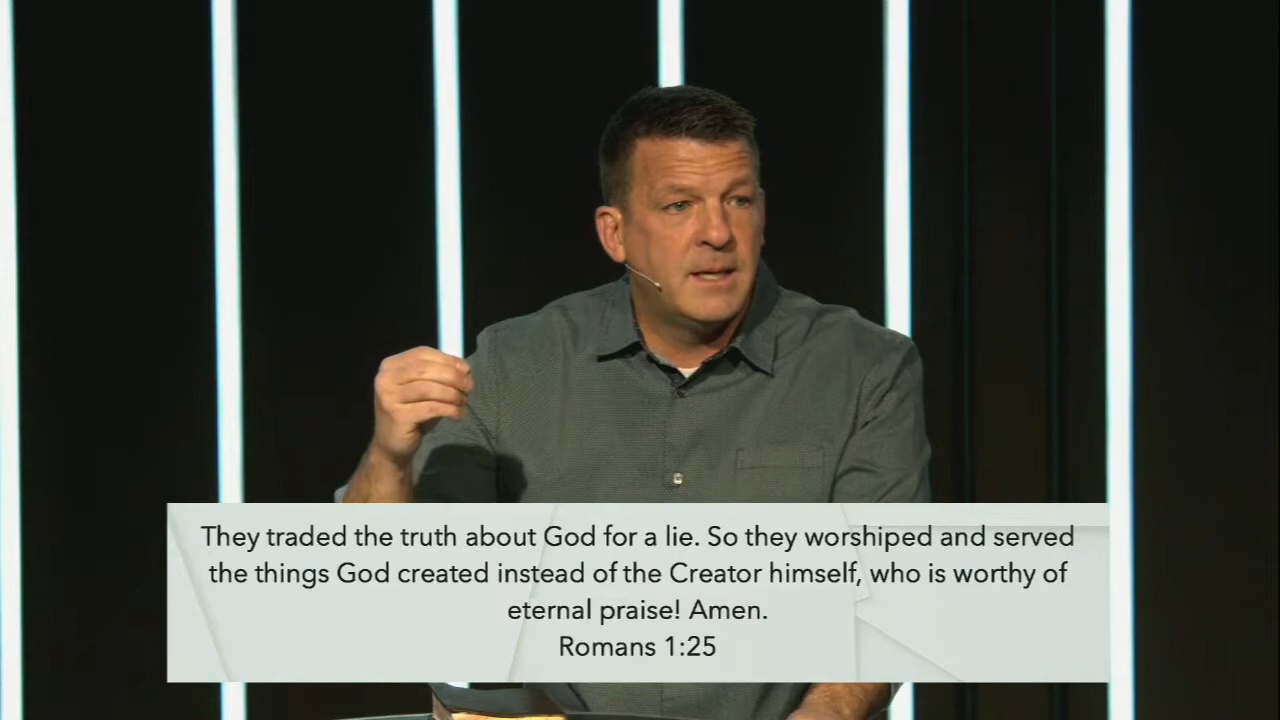 They traded the truth about God for a lie. So they worshiped and served
the things God created instead of the Creator himself, who is worthy of
eternal praise! Amen.
Romans 1:25